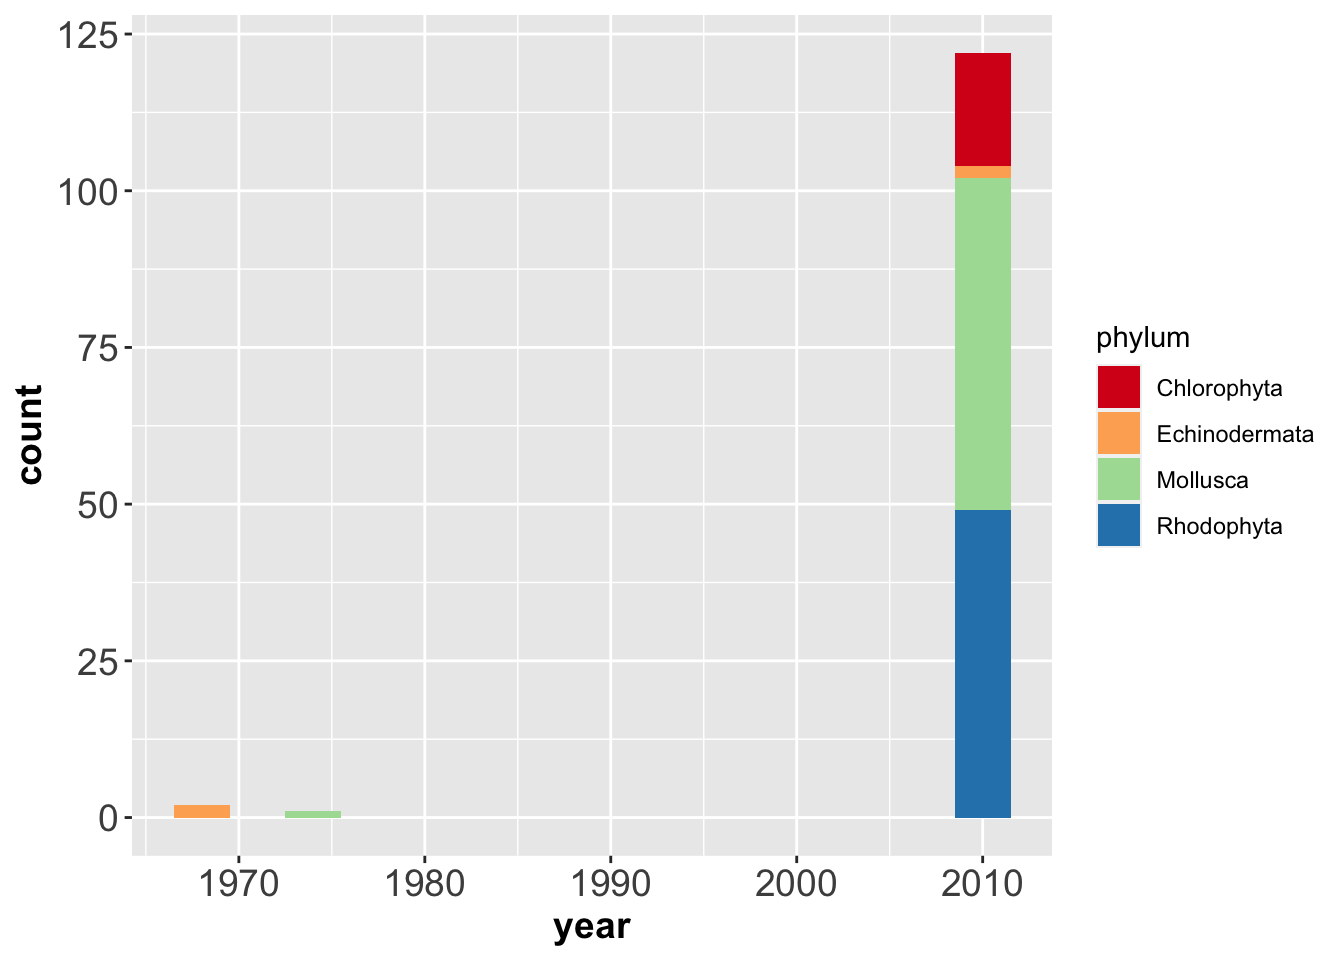 125
100
75
50
25
0
count
1970 1980 1990 2000 2010
year
phylum
Chlorophyta
Echinodermata
Mollusca
Rhodophyta